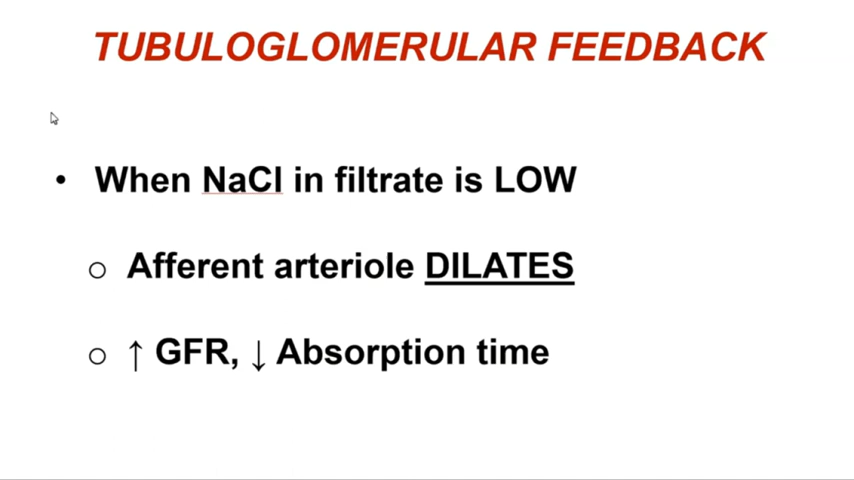 TUBULOGLOMERULAR FEEDBACK
• When NaCl in filtrate is LOW
o Afferent arteriole DILATES
o ↑ GFR, ↓ Absorption time